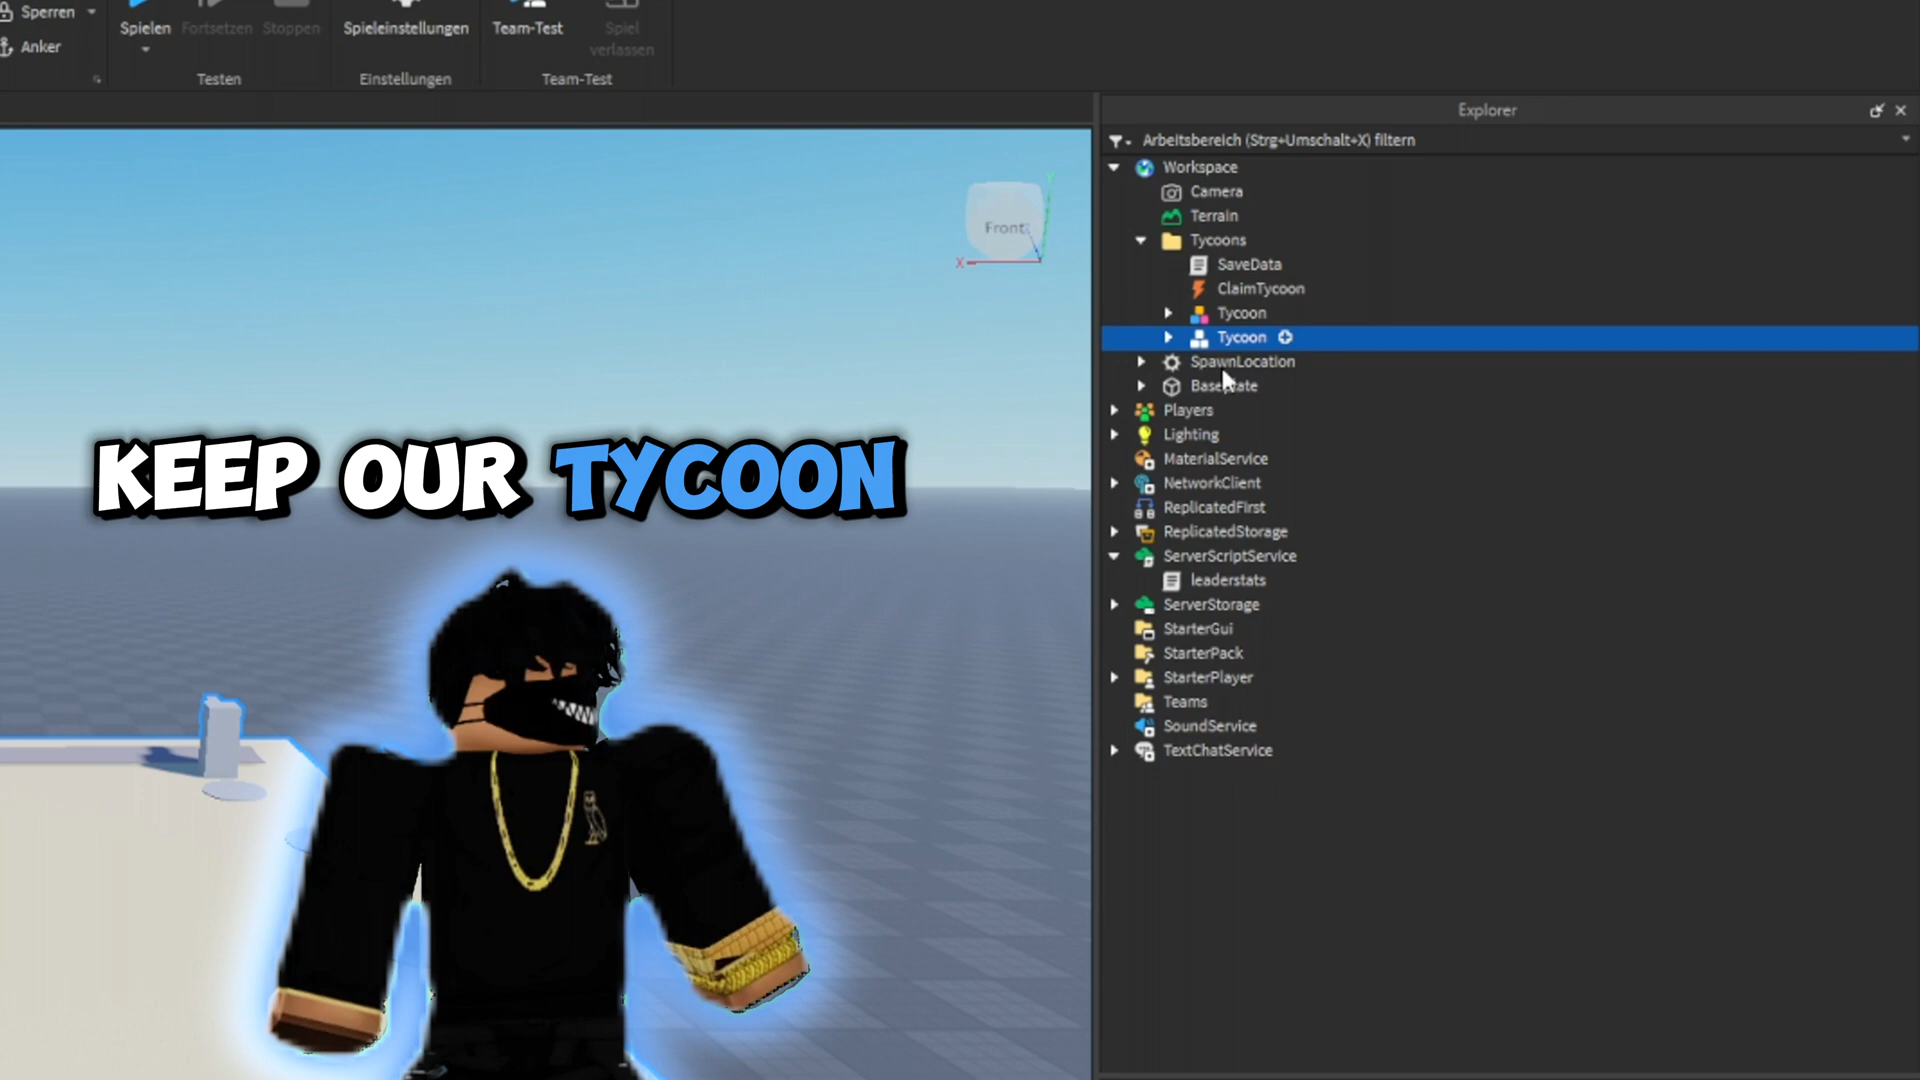 Sperren
Spielen
Fortsetzen
Stoppen
Spieleinstellungen
Team-Test
Spiel
verlassen
Anker
Testen
Einstellungen
Team-Test
Explorer
Arbeitsbereich (Strg+Umschalt+X) filtern
Workspace
Camera
Terrain
Tycoons
SaveData
ClaimTycoon
Tycoon
Tycoon
SpawnLocation
Baseplate
Players
Lighting
MaterialService
NetworkClient
ReplicatedFirst
ReplicatedStorage
ServerScriptService
leaderstats
ServerStorage
StarterGui
StarterPack
StarterPlayer
Teams
SoundService
TextChatService
Front
Y
X
KEEP OUR TYCOON